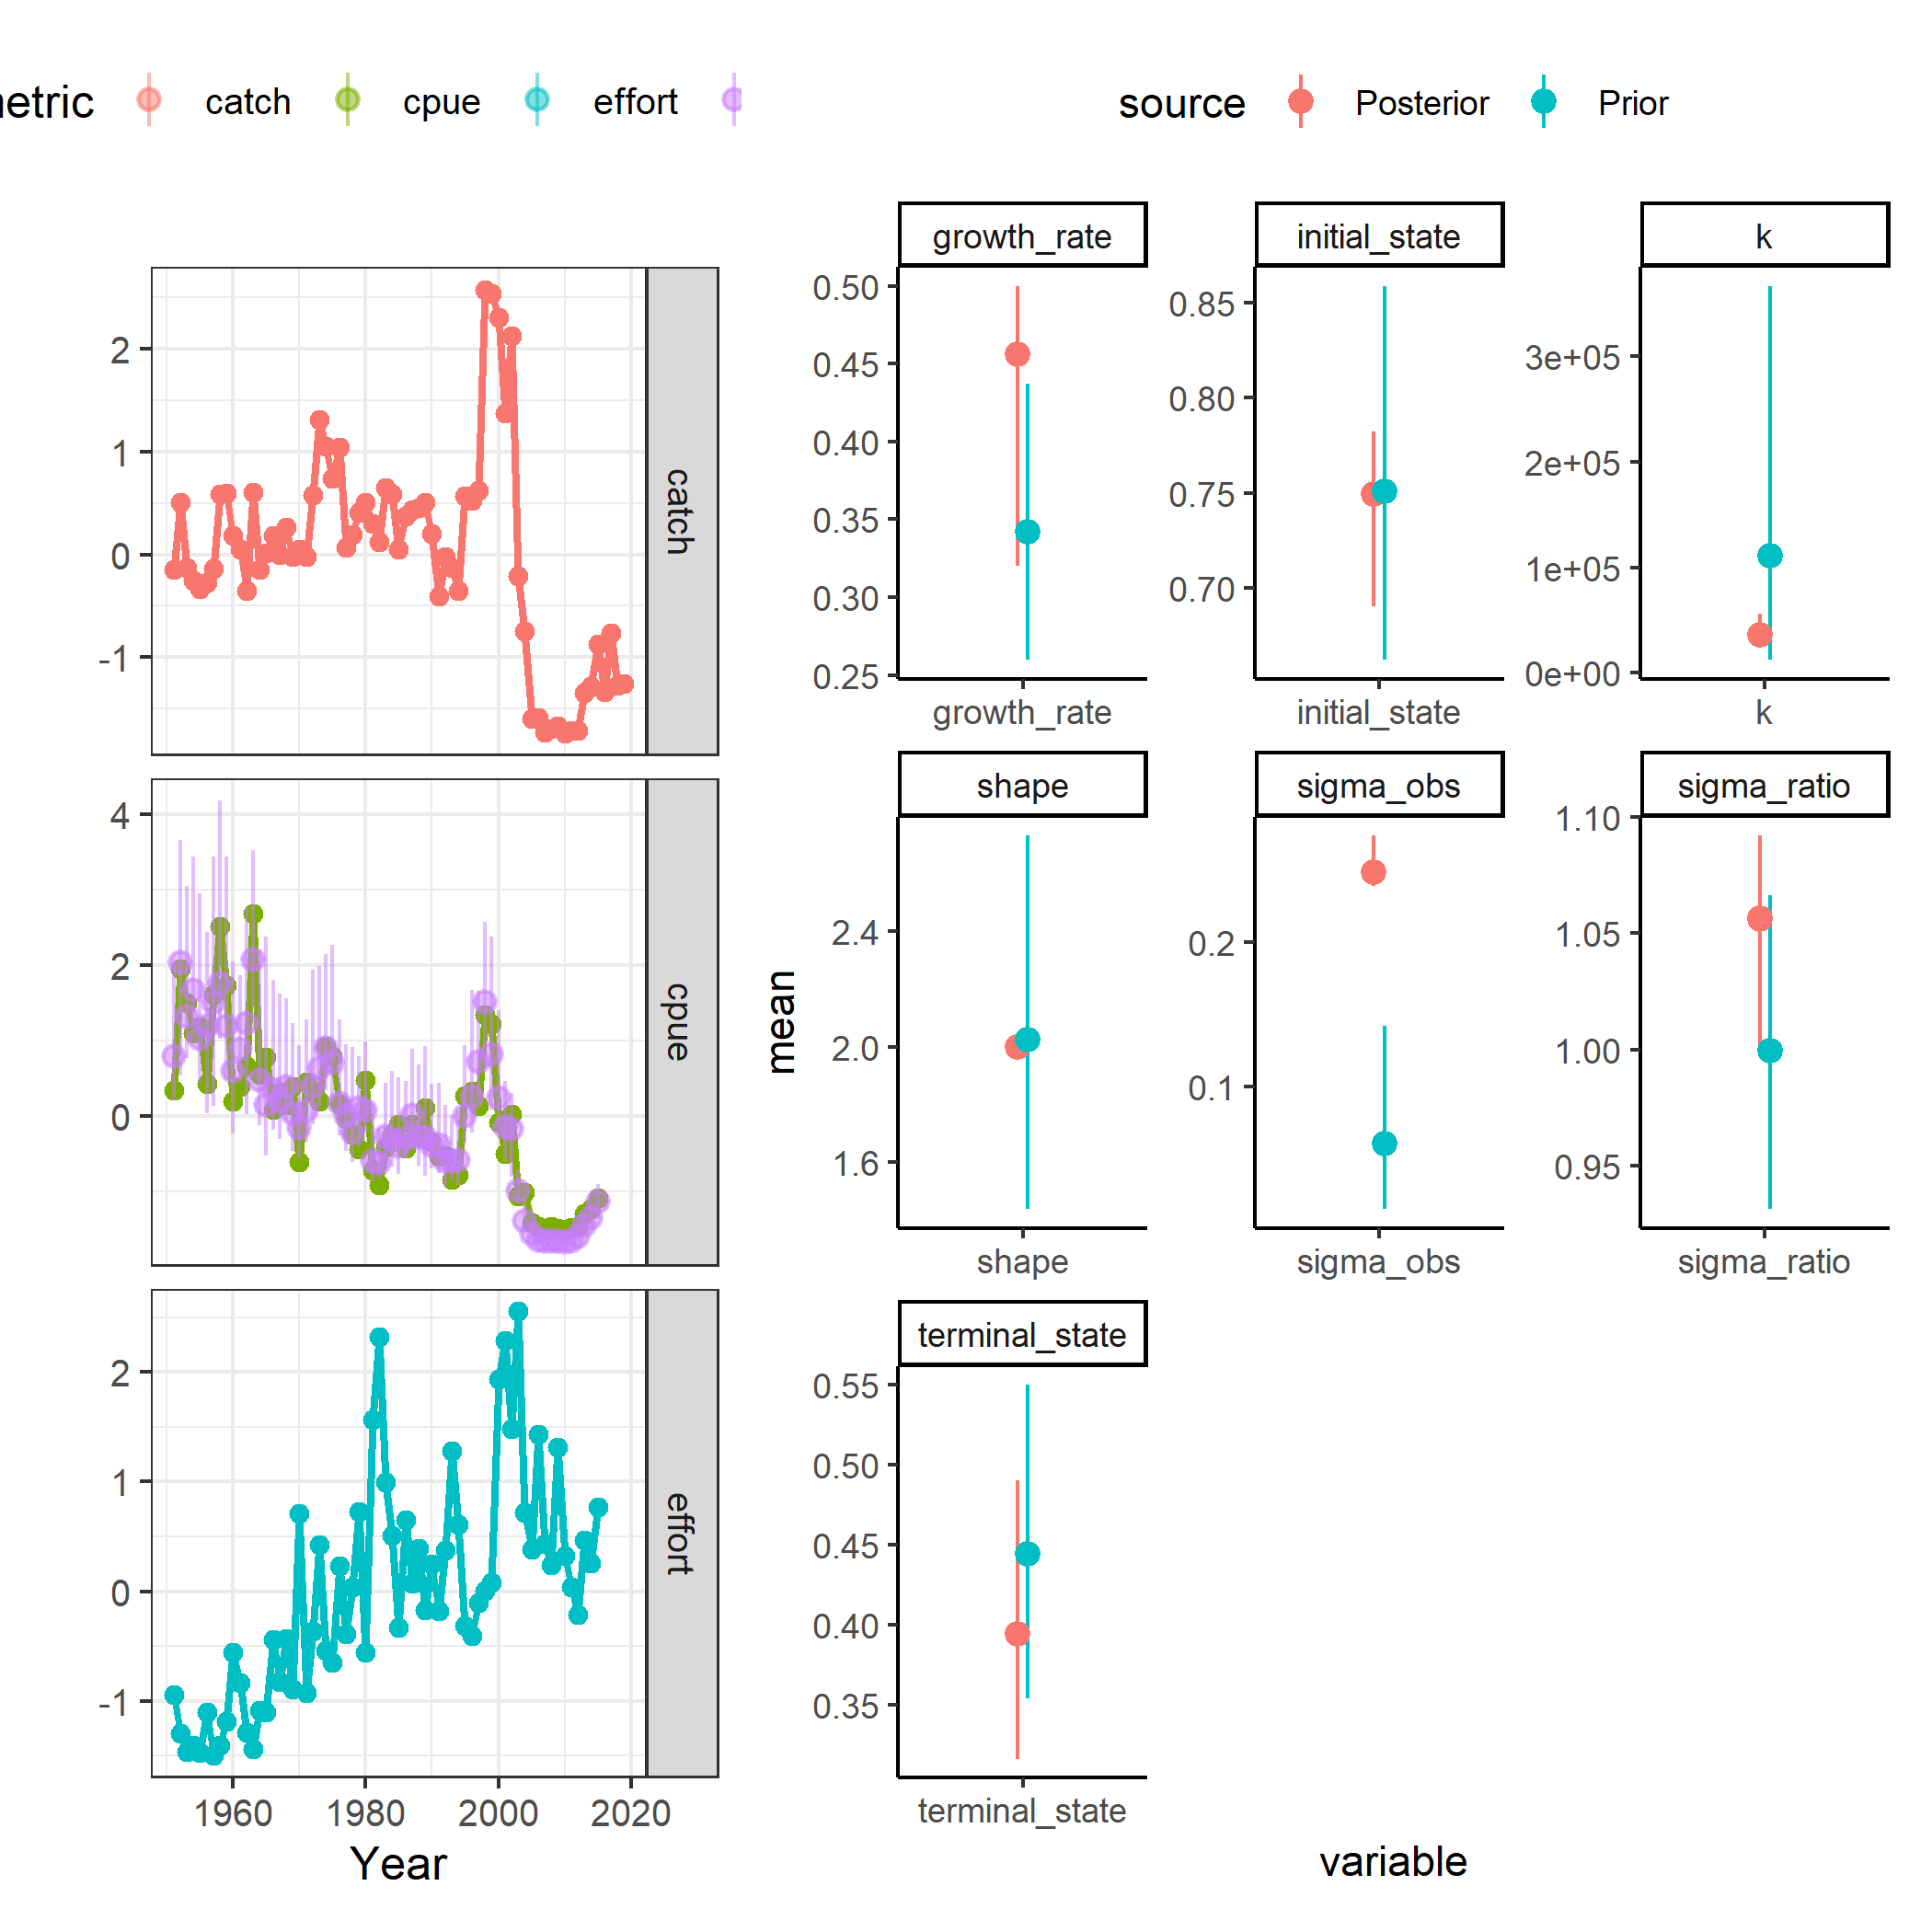 etric catch cpue effort
source Posterior Prior
catch
2
1
0
-1
cpue
4
2
0
effort
2
1
0
-1
1960 1980 2000 2020
Year
mean
growth_rate initial_state k
0.50
0.45
0.40
0.35
0.30
0.25
0.85
0.80
0.75
0.70
3e+05
2e+05
1e+05
0e+00
growth_rate initial_state k
shape sigma_obs sigma_ratio
2.4
2.0
1.6
0.2
0.1
1.10
1.05
1.00
0.95
shape sigma_obs sigma_ratio
terminal_state
0.55
0.50
0.45
0.40
0.35
terminal_state
variable